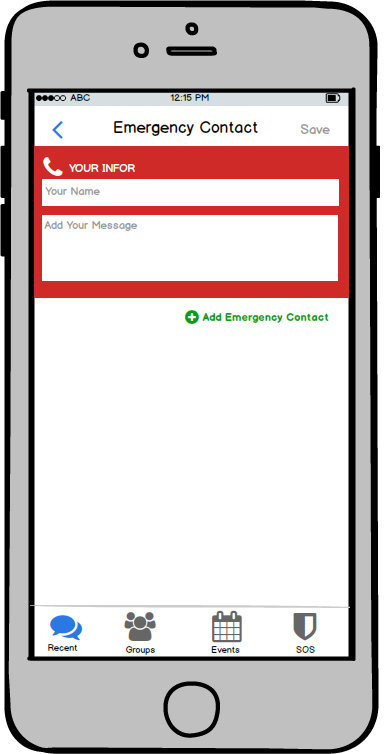 ABC 12:15 PM
Emergency Contact Save
YOUR INFOR
Your Name
Add Your Message
Add Emergency Contact
Recent Groups Events SOS